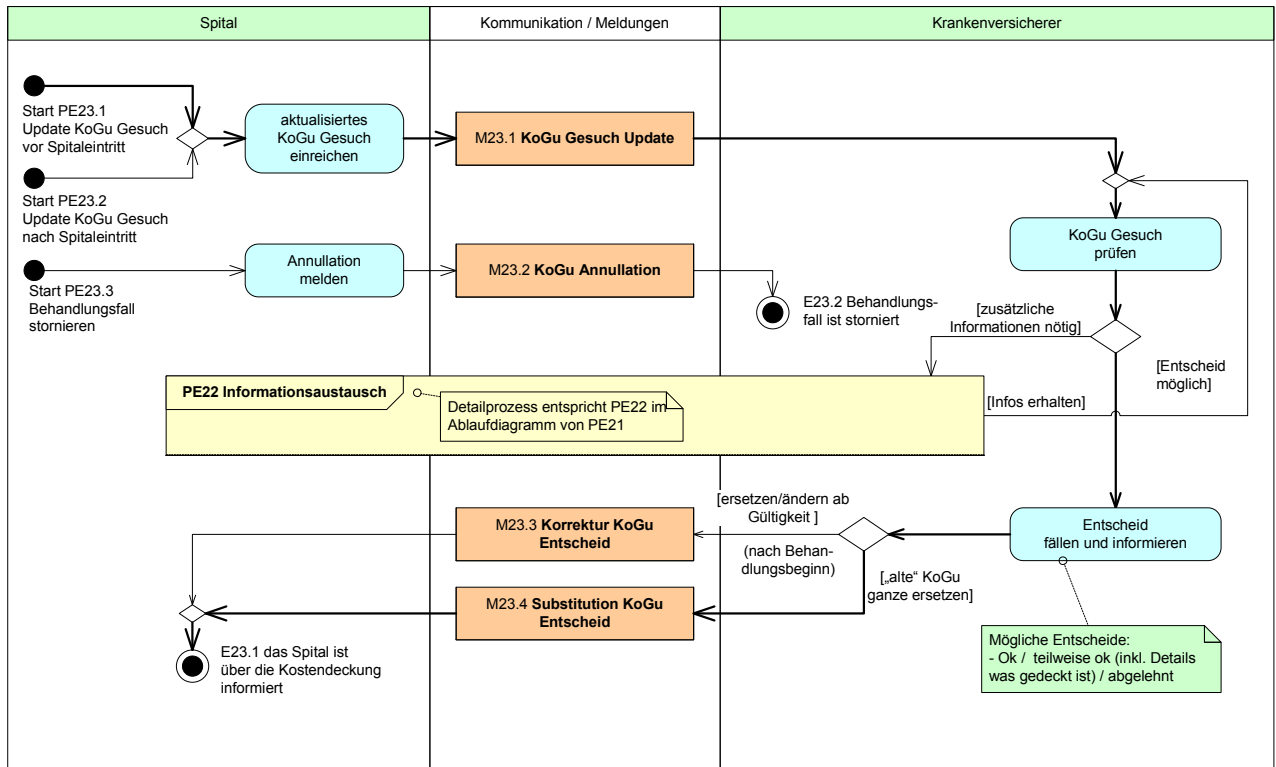 Spital
Kommunikation / Meldungen
Krankenversicherer
Start PE23.1
Update KoGu Gesuch
vor Spitaleintritt
aktualisiertes
KoGu Gesuch
einreichen
M23.1 KoGu Gesuch Update
Start PE23.2
Update KoGu Gesuch
nach Spitaleintritt
KoGu Gesuch
prüfen
Annullation
melden
M23.2 KoGu Annullation
Start PE23.3
Behandlungsfall
stornieren
E23.2 Behandlungs-
fall ist storniert
[zusätzliche
Informationen nötig]
[Entscheid
möglich]
PE22 Informationsaustausch
Detailprozess entspricht PE22 im
Ablaufdiagramm von PE21
[Infos erhalten]
[ersetzen/ändern ab
Gültigkeit ]
(nach Behan-
dlungsbeginn)
M23.3 Korrektur KoGu
Entscheid
Entscheid
fällen und informieren
[„alte“ KoGu
ganze ersetzen]
M23.4 Substitution KoGu
Entscheid
E23.1 das Spital ist
über die Kostendeckung
informiert
Mögliche Entscheide:
- Ok / teilweise ok (inkl. Details
was gedeckt ist) / abgelehnt